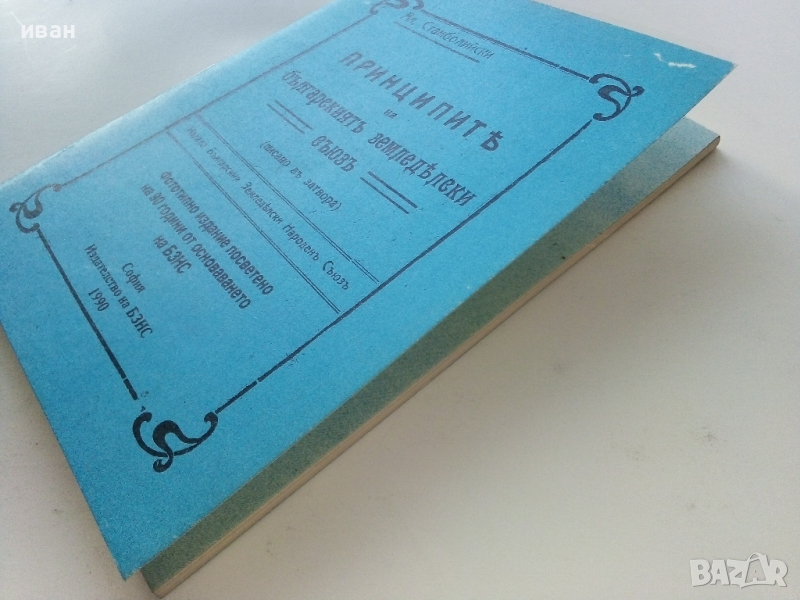 иван
Ал. Стамболийски
ПРИНЦИПИТѢ
на
българскиятъ земледѣлски
съюзъ
(писано въ затвора)
Издава Български Земледѣлски Народенъ Съюзъ
Фототипно издание посветено
на 90 години от основаването
на БЗНС
София
Издателство на БЗНС
1990
BAZAR